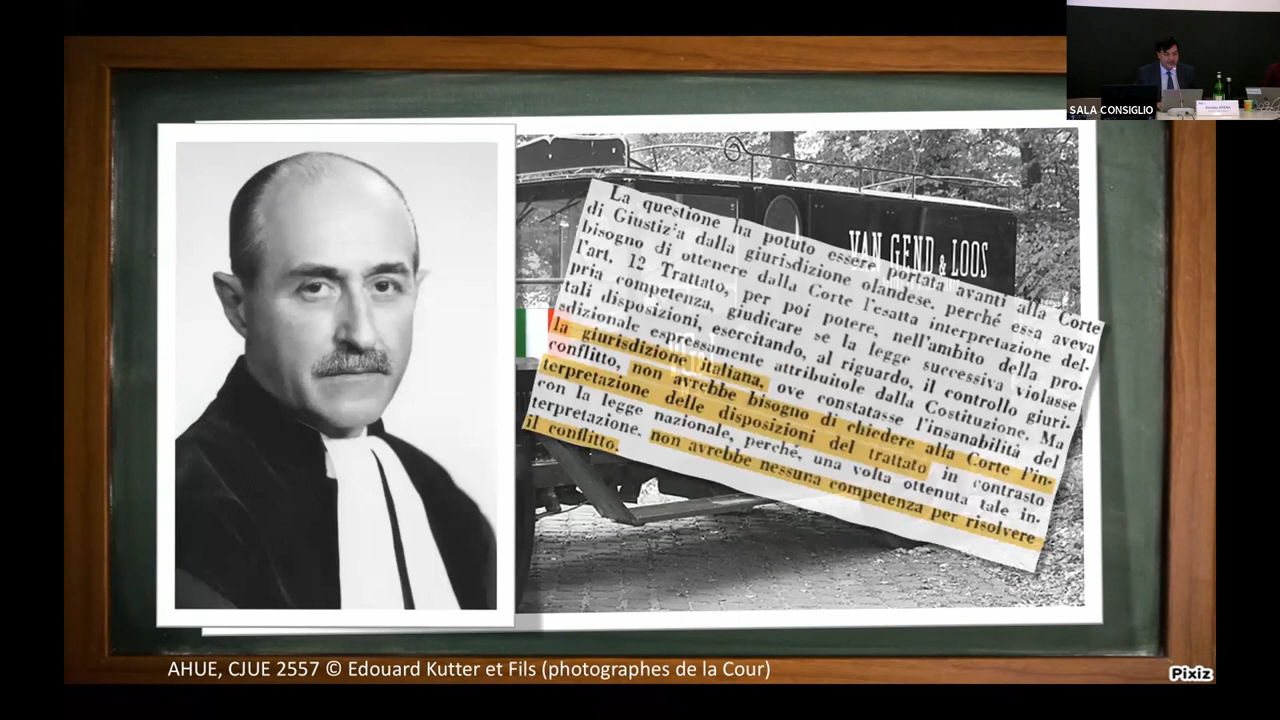 SALA CONSIGLIO
VAN GEND & LOOS
La questione ha potuto essere portata avanti alla Corte
di Giustizia dalla giurisdizione olandese, perché essa aveva
bisogno di ottenere dalla Corte l'esatta interpretazione del-
l'art. 12 Trattato, per poi potere, nell'ambito della pro-
pria competenza, giudicare se la legge successiva violasse
tali disposizioni, esercitando, al riguardo, il controllo giuri-
sdizionale espressamente attribuitole dalla Costituzione. Ma
la giurisdizione italiana, ove constatasse l'insanabilità del
conflitto, non avrebbe bisogno di chiedere alla Corte l'in-
terpretazione delle disposizioni del trattato in contrasto
con la legge nazionale, perché, una volta ottenuta tale in-
terpretazione, non avrebbe nessuna competenza per risolvere
il conflitto.
AHUE, CJUE 2557 © Edouard Kutter et Fils (photographes de la Cour)
Pixiz